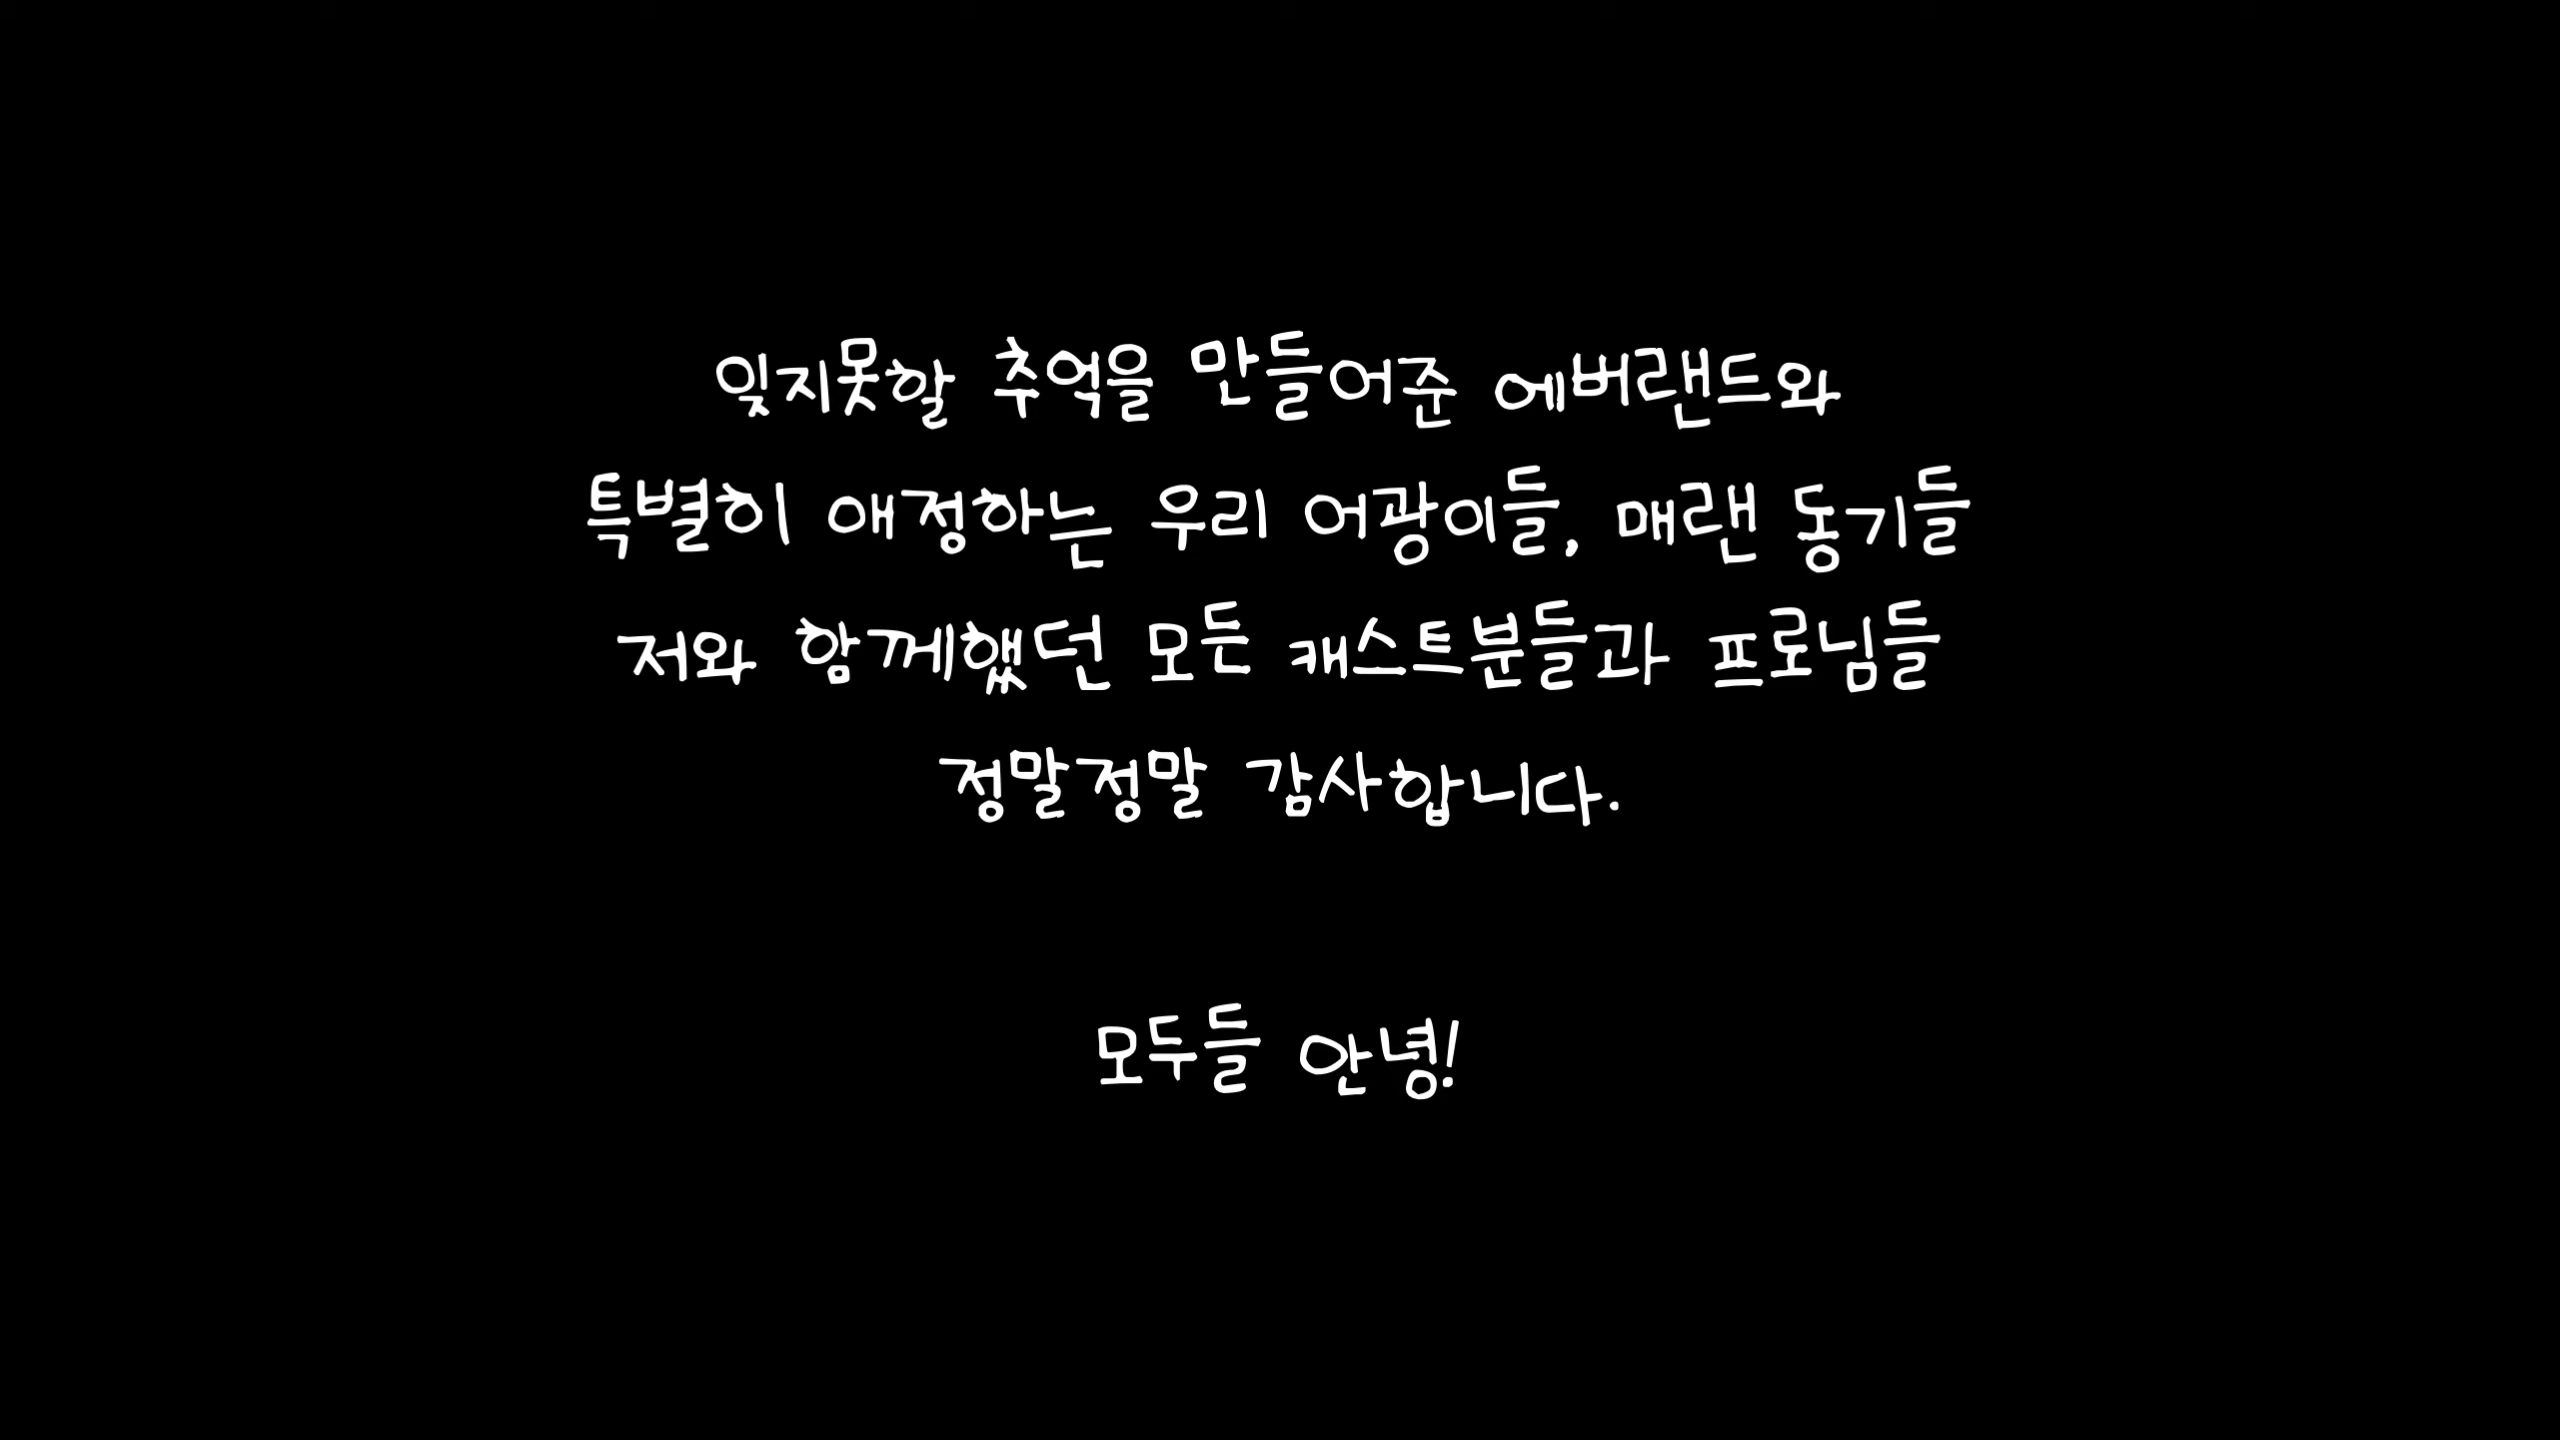 잊지못할 추억을 만들어준 에버랜드와
특별히 애정하는 우리 어광이들, 매랜 동기들
저와 함께했던 모든 캐스트분들과 프로님들
정말정말 감사합니다.
모두들 안녕!